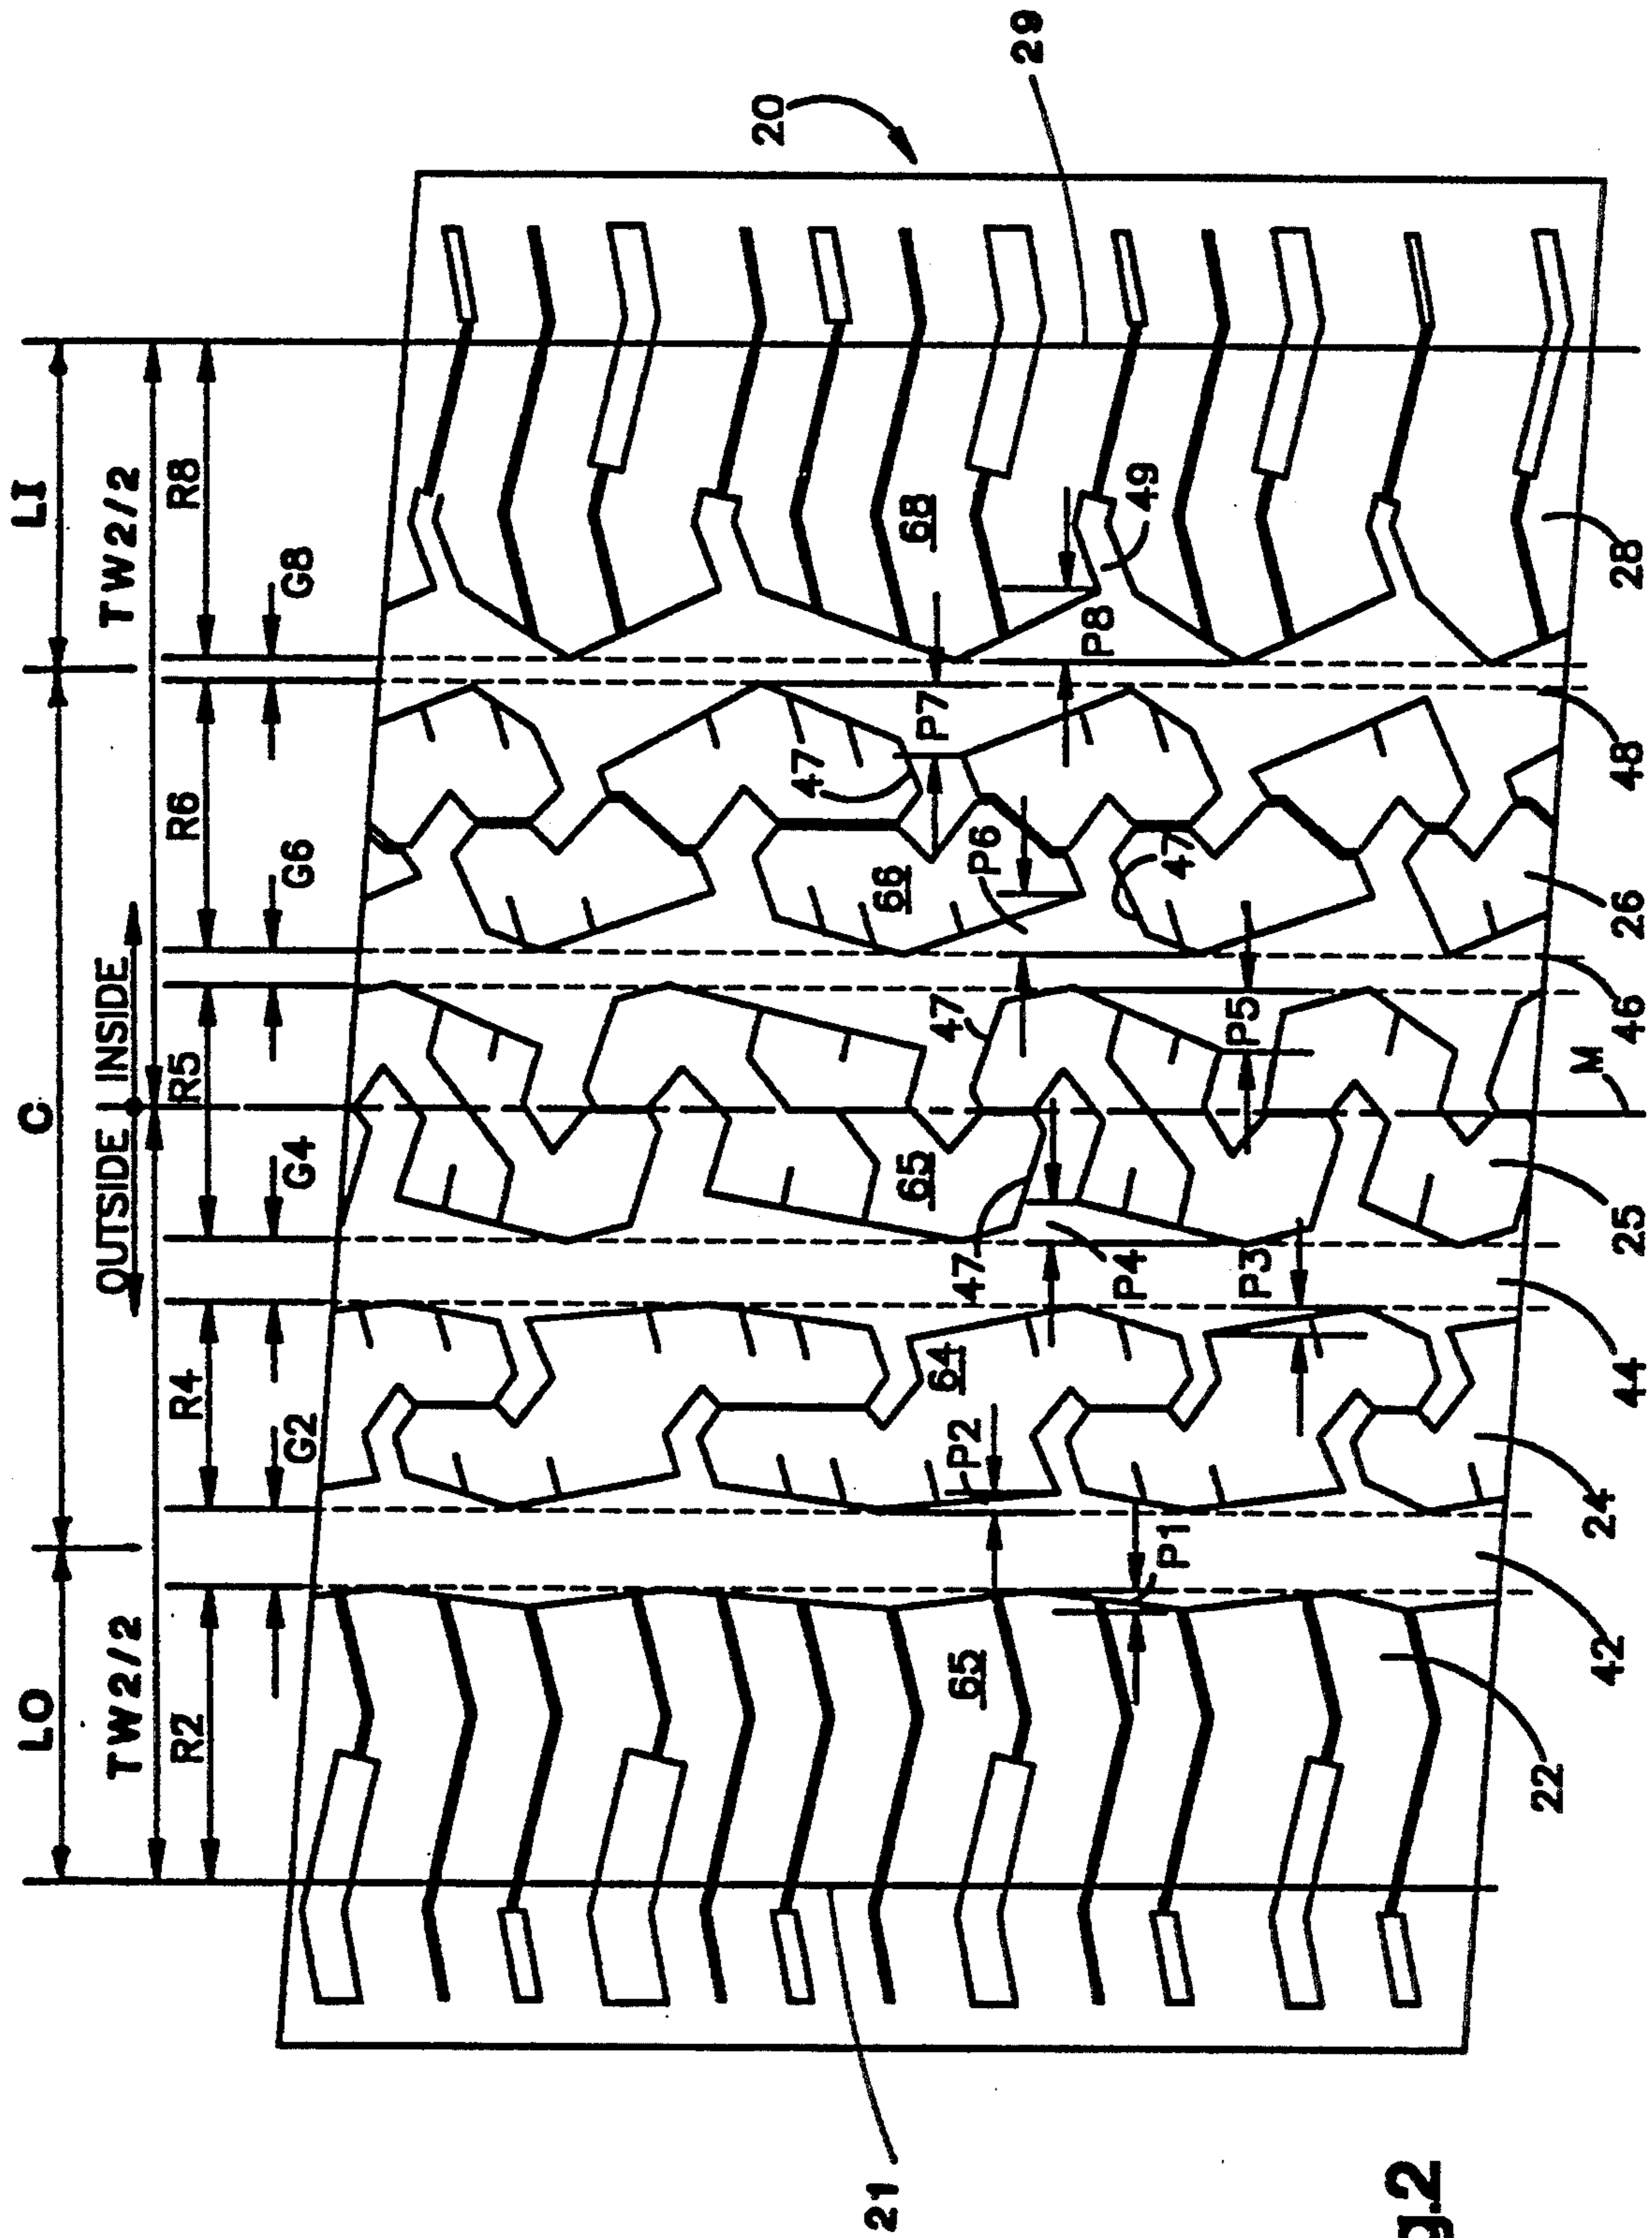 LO
C
LI
TW2/2
OUTSIDE
INSIDE
TW2/2
R2
R4
R5
R6
R8
G2
G4
G6
G8
20
29
21
65
64
65
66
68
P1
P2
P3
P4
P5
P6
P7
P8
47
47
47
47
49
22
42
24
44
25
M
46
26
48
28
g.2